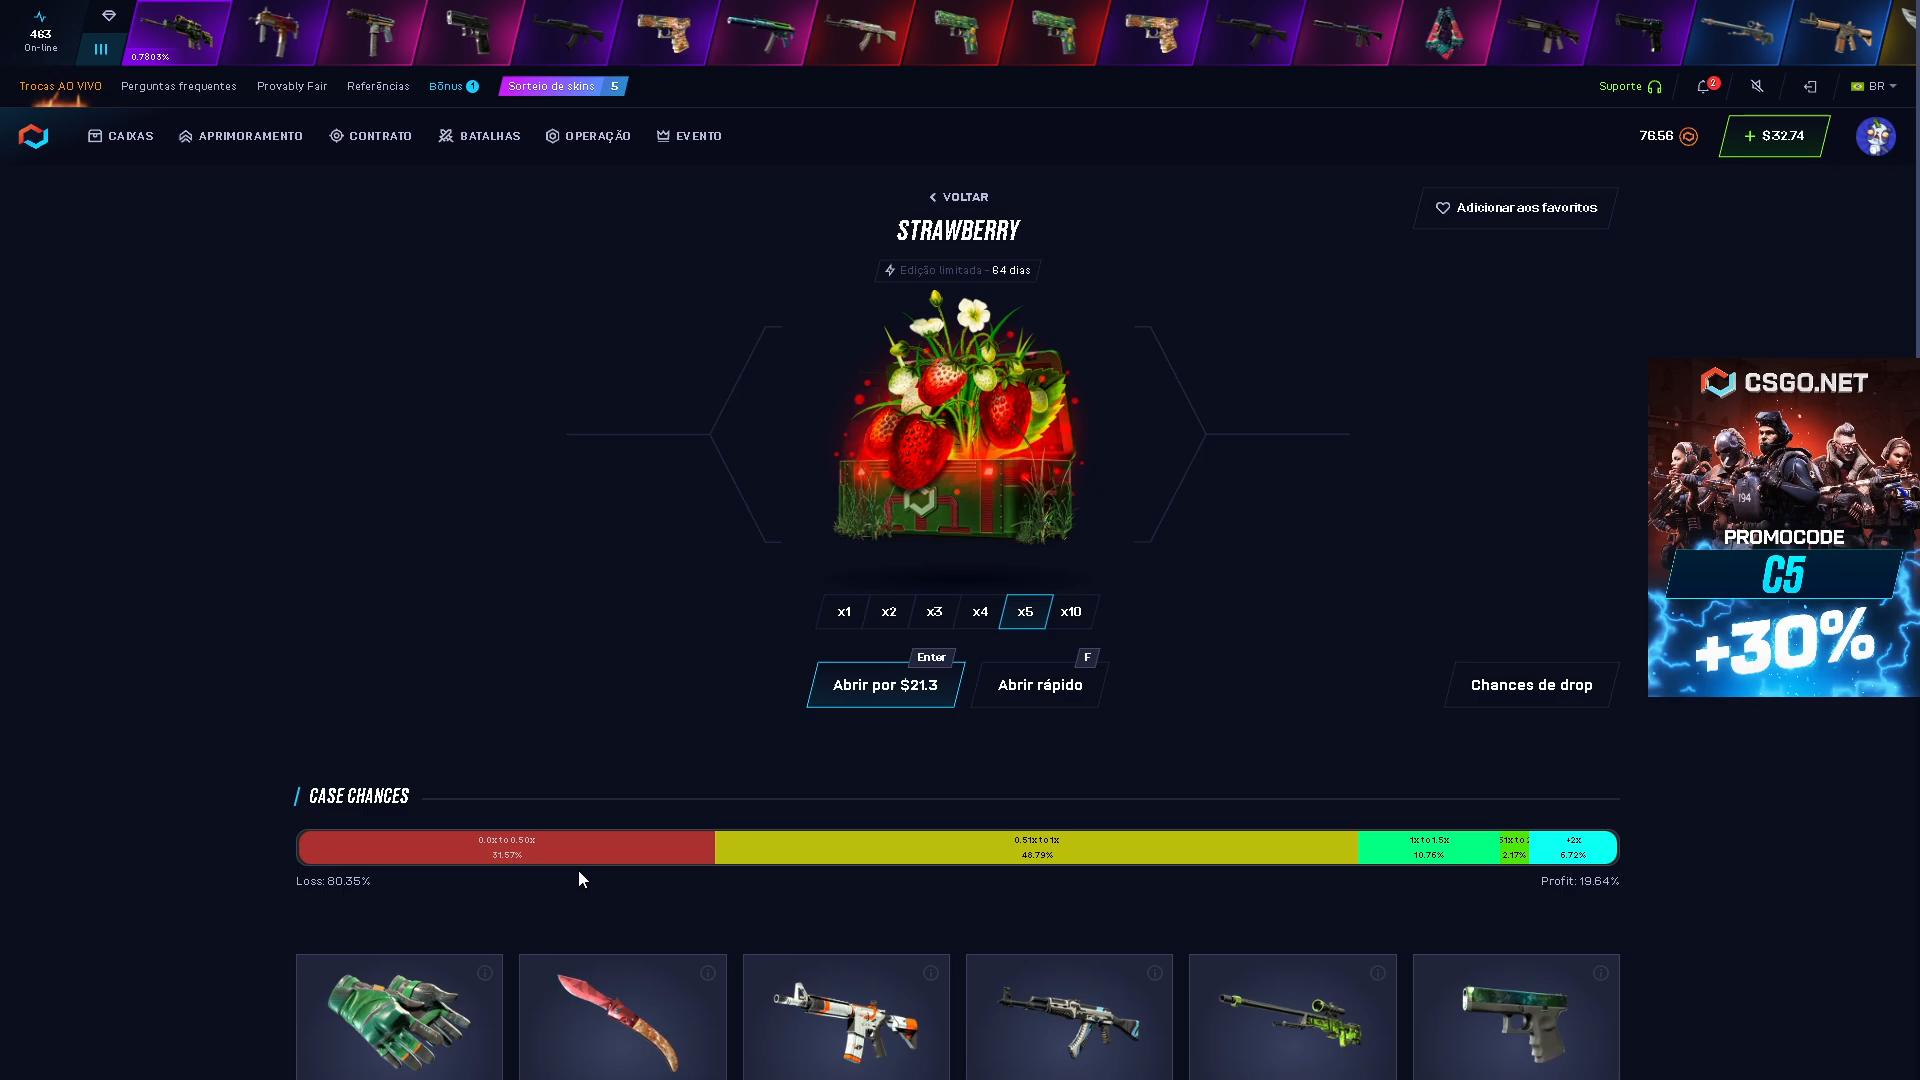 463
On-line
0.7803%
Trocas AO VIVO
Perguntas frequentes
Provably Fair
Referências
Bônus 1
Sorteio de skins 5
Suporte
2
BR
CAIXAS
APRIMORAMENTO
CONTRATO
BATALHAS
OPERAÇÃO
EVENTO
76.56
+ $32.74
VOLTAR
STRAWBERRY
Adicionar aos favoritos
Edição limitada - 64 dias
CSGO.NET
194
PROMOCODE
C5
+30%
x1
x2
x3
x4
x5
x10
Enter
F
Abrir por $21.3
Abrir rápido
Chances de drop
CASE CHANCES
0.0x to 0.50x
31.57%
0.51x to 1x
48.79%
1x to 1.5x
10.76%
51x to 2
2.17%
+2x
6.72%
Loss: 80.35%
Profit: 19.64%